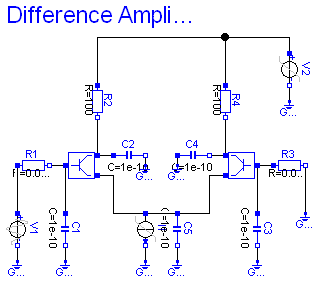 Difference Ampli...
V2
R=100
R2
R=100
R4
G...
C2
C4
R1
R3
C=1e-10
C=1e-10
R=0.0...
G...
G...
R=0.0...
V1
C=1e-10
C1
C=1e-10
C5
C=1e-10
C3
G...
G...
G...
G...
G...
G...